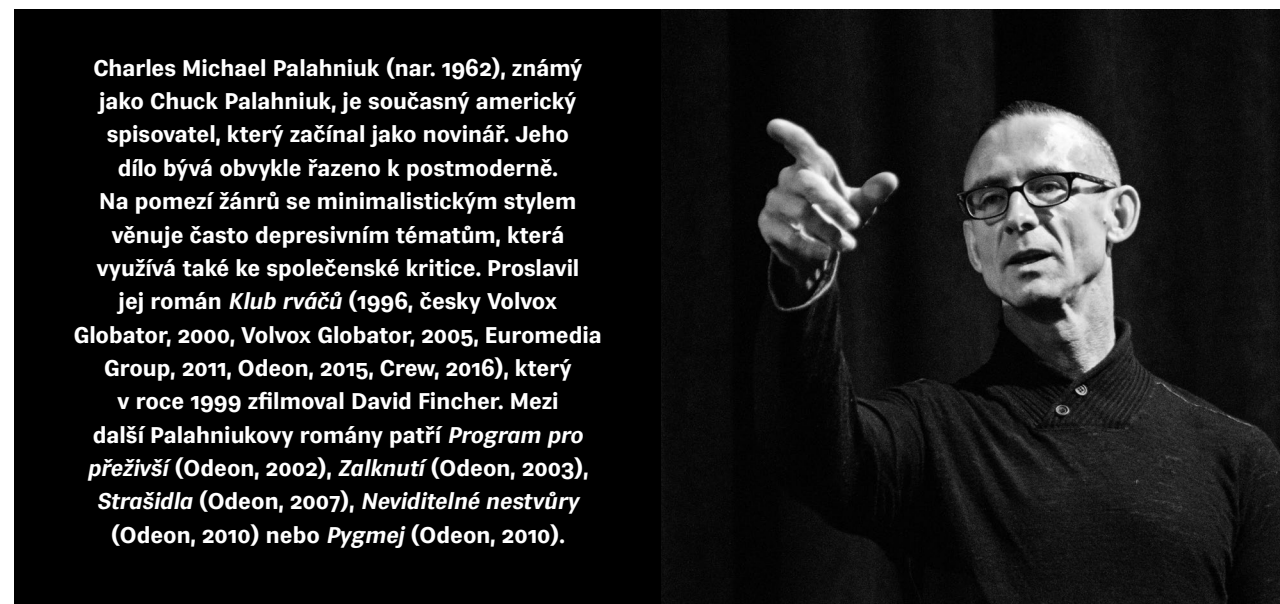 Charles Michael Palahniuk (nar. 1962), známý
jako Chuck Palahniuk, je současný americký
spisovatel, který začínal jako novinář. Jeho
dílo bývá obvykle řazeno k postmoderně.
Na pomezí žánrů se minimalistickým stylem
věnuje často depresivním tématům, která
využívá také ke společenské kritice. Proslavil
jej román Klub rváčů (1996, česky Volvox
Globator, 2000, Volvox Globator, 2005, Euromedia
Group, 2011, Odeon, 2015, Crew, 2016), který
v roce 1999 zfilmoval David Fincher. Mezi
další Palahniukovy romány patří Program pro
přeživší (Odeon, 2002), Zalknutí (Odeon, 2003),
Strašidla (Odeon, 2007), Neviditelné nestvůry
(Odeon, 2010) nebo Pygmej (Odeon, 2010).